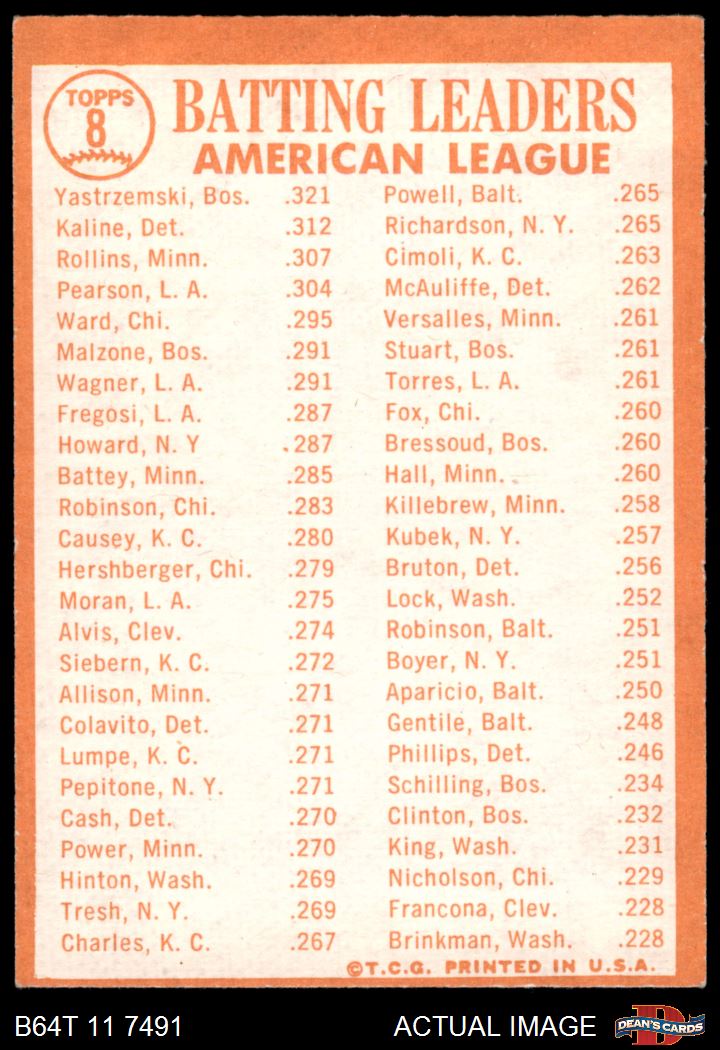 TOPPS
8
BATTING LEADERS
AMERICAN LEAGUE
Yastrzemski, Bos. .321
Kaline, Det. .312
Rollins, Minn. .307
Pearson, L. A. .304
Ward, Chi. .295
Malzone, Bos. .291
Wagner, L. A. .291
Fregosi, L. A. .287
Howard, N. Y .287
Battey, Minn. .285
Robinson, Chi. .283
Causey, K. C. .280
Hershberger, Chi. .279
Moran, L. A. .275
Alvis, Clev. .274
Siebern, K. C. .272
Allison, Minn. .271
Colavito, Det. .271
Lumpe, K. C. .271
Pepitone, N. Y. .271
Cash, Det. .270
Power, Minn. .270
Hinton, Wash. .269
Tresh, N. Y. .269
Charles, K. C. .267
Powell, Balt. .265
Richardson, N. Y. .265
Cimoli, K. C. .263
McAuliffe, Det. .262
Versalles, Minn. .261
Stuart, Bos. .261
Torres, L. A. .261
Fox, Chi. .260
Bressoud, Bos. .260
Hall, Minn. .260
Killebrew, Minn. .258
Kubek, N. Y. .257
Bruton, Det. .256
Lock, Wash. .252
Robinson, Balt. .251
Boyer, N. Y. .251
Aparicio, Balt. .250
Gentile, Balt. .248
Phillips, Det. .246
Schilling, Bos. .234
Clinton, Bos. .232
King, Wash. .231
Nicholson, Chi. .229
Francona, Clev. .228
Brinkman, Wash. .228
©T.C.G. PRINTED IN U.S.A.
B64T 11 7491
ACTUAL IMAGE
D
DEAN'S CARDS